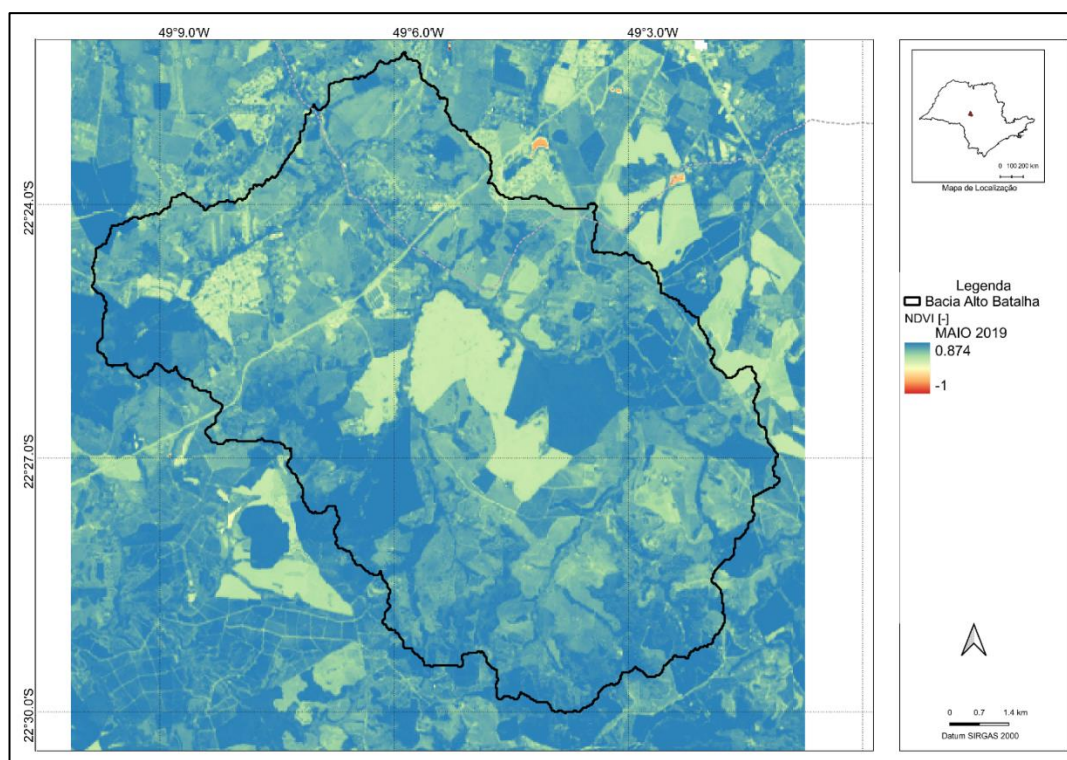 49°9.0'W
49°6.0'W
49°3.0'W
22°24.0'S
22°27.0'S
22°30.0'S
0 100 200 km
Mapa de Localização
Legenda
Bacia Alto Batalha
NDVI [-]
MAIO 2019
0.874
-1
0 0.7 1.4 km
Datum SIRGAS 2000